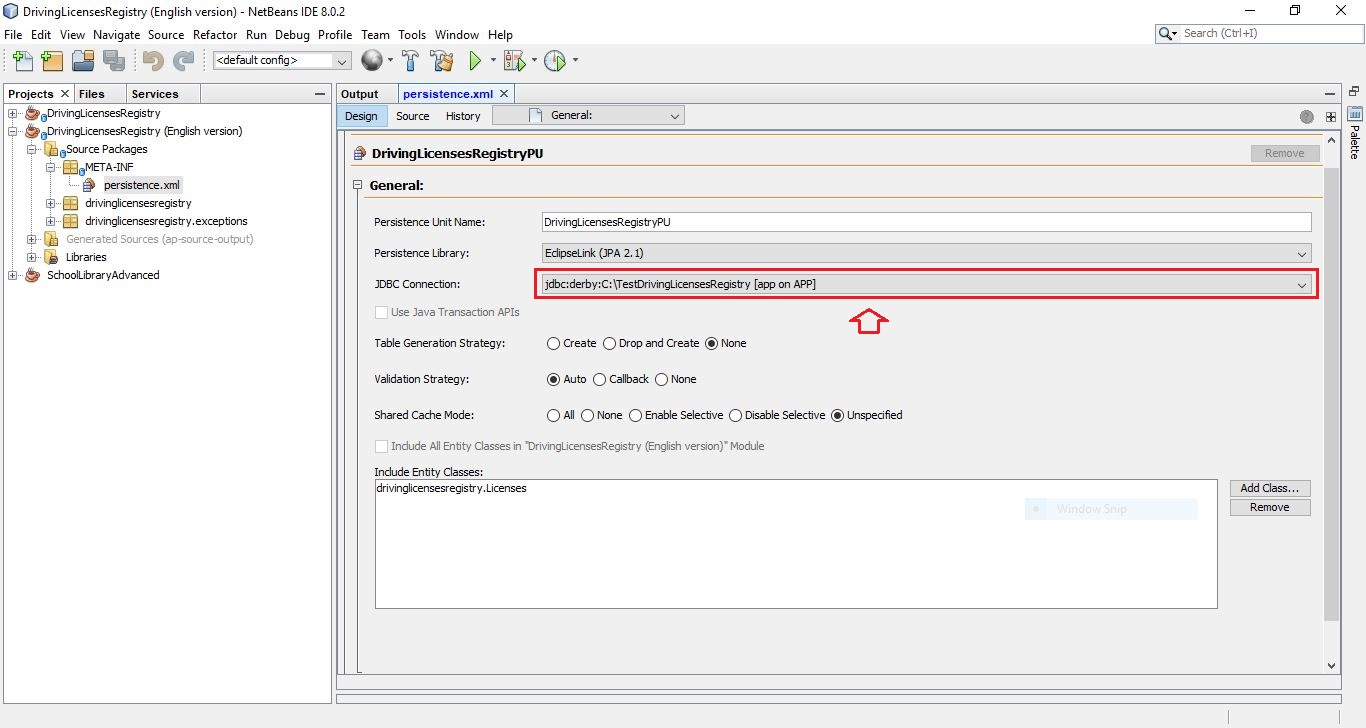 DrivingLicensesRegistry (English version) - NetBeans IDE 8.0.2
File Edit View Navigate Source Refactor Run Debug Profile Team Tools Window Help
Search (Ctrl+I)
<default config>
Projects Files Services
DrivingLicensesRegistry
DrivingLicensesRegistry (English version)
Source Packages
META-INF
persistence.xml
drivinglicensesregistry
drivinglicensesregistry.exceptions
Generated Sources (ap-source-output)
Libraries
SchoolLibraryAdvanced
Output persistence.xml
Design Source History General:
DrivingLicensesRegistryPU Remove
General:
Persistence Unit Name: DrivingLicensesRegistryPU
Persistence Library: EclipseLink (JPA 2.1)
JDBC Connection: jdbc:derby:C:\TestDrivingLicensesRegistry [app on APP]
Use Java Transaction APIs
Table Generation Strategy: Create Drop and Create None
Validation Strategy: Auto Callback None
Shared Cache Mode: All None Enable Selective Disable Selective Unspecified
Include All Entity Classes in "DrivingLicensesRegistry (English version)" Module
Include Entity Classes:
drivinglicensesregistry.Licenses
Add Class...
Remove
Window Snip
Palette